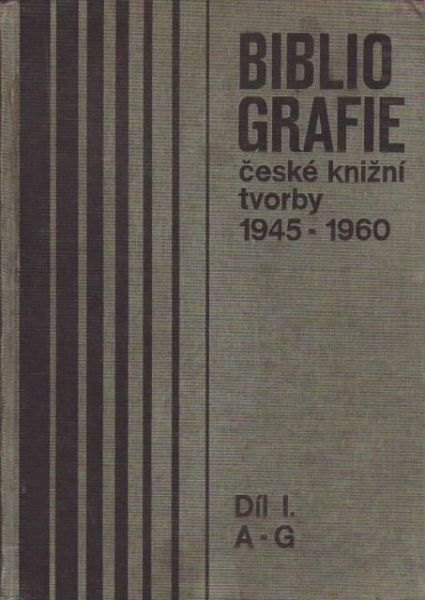 BIBLIO
GRAFIE
české knižní
tvorby
1945 - 1960
Díl I.
A - G